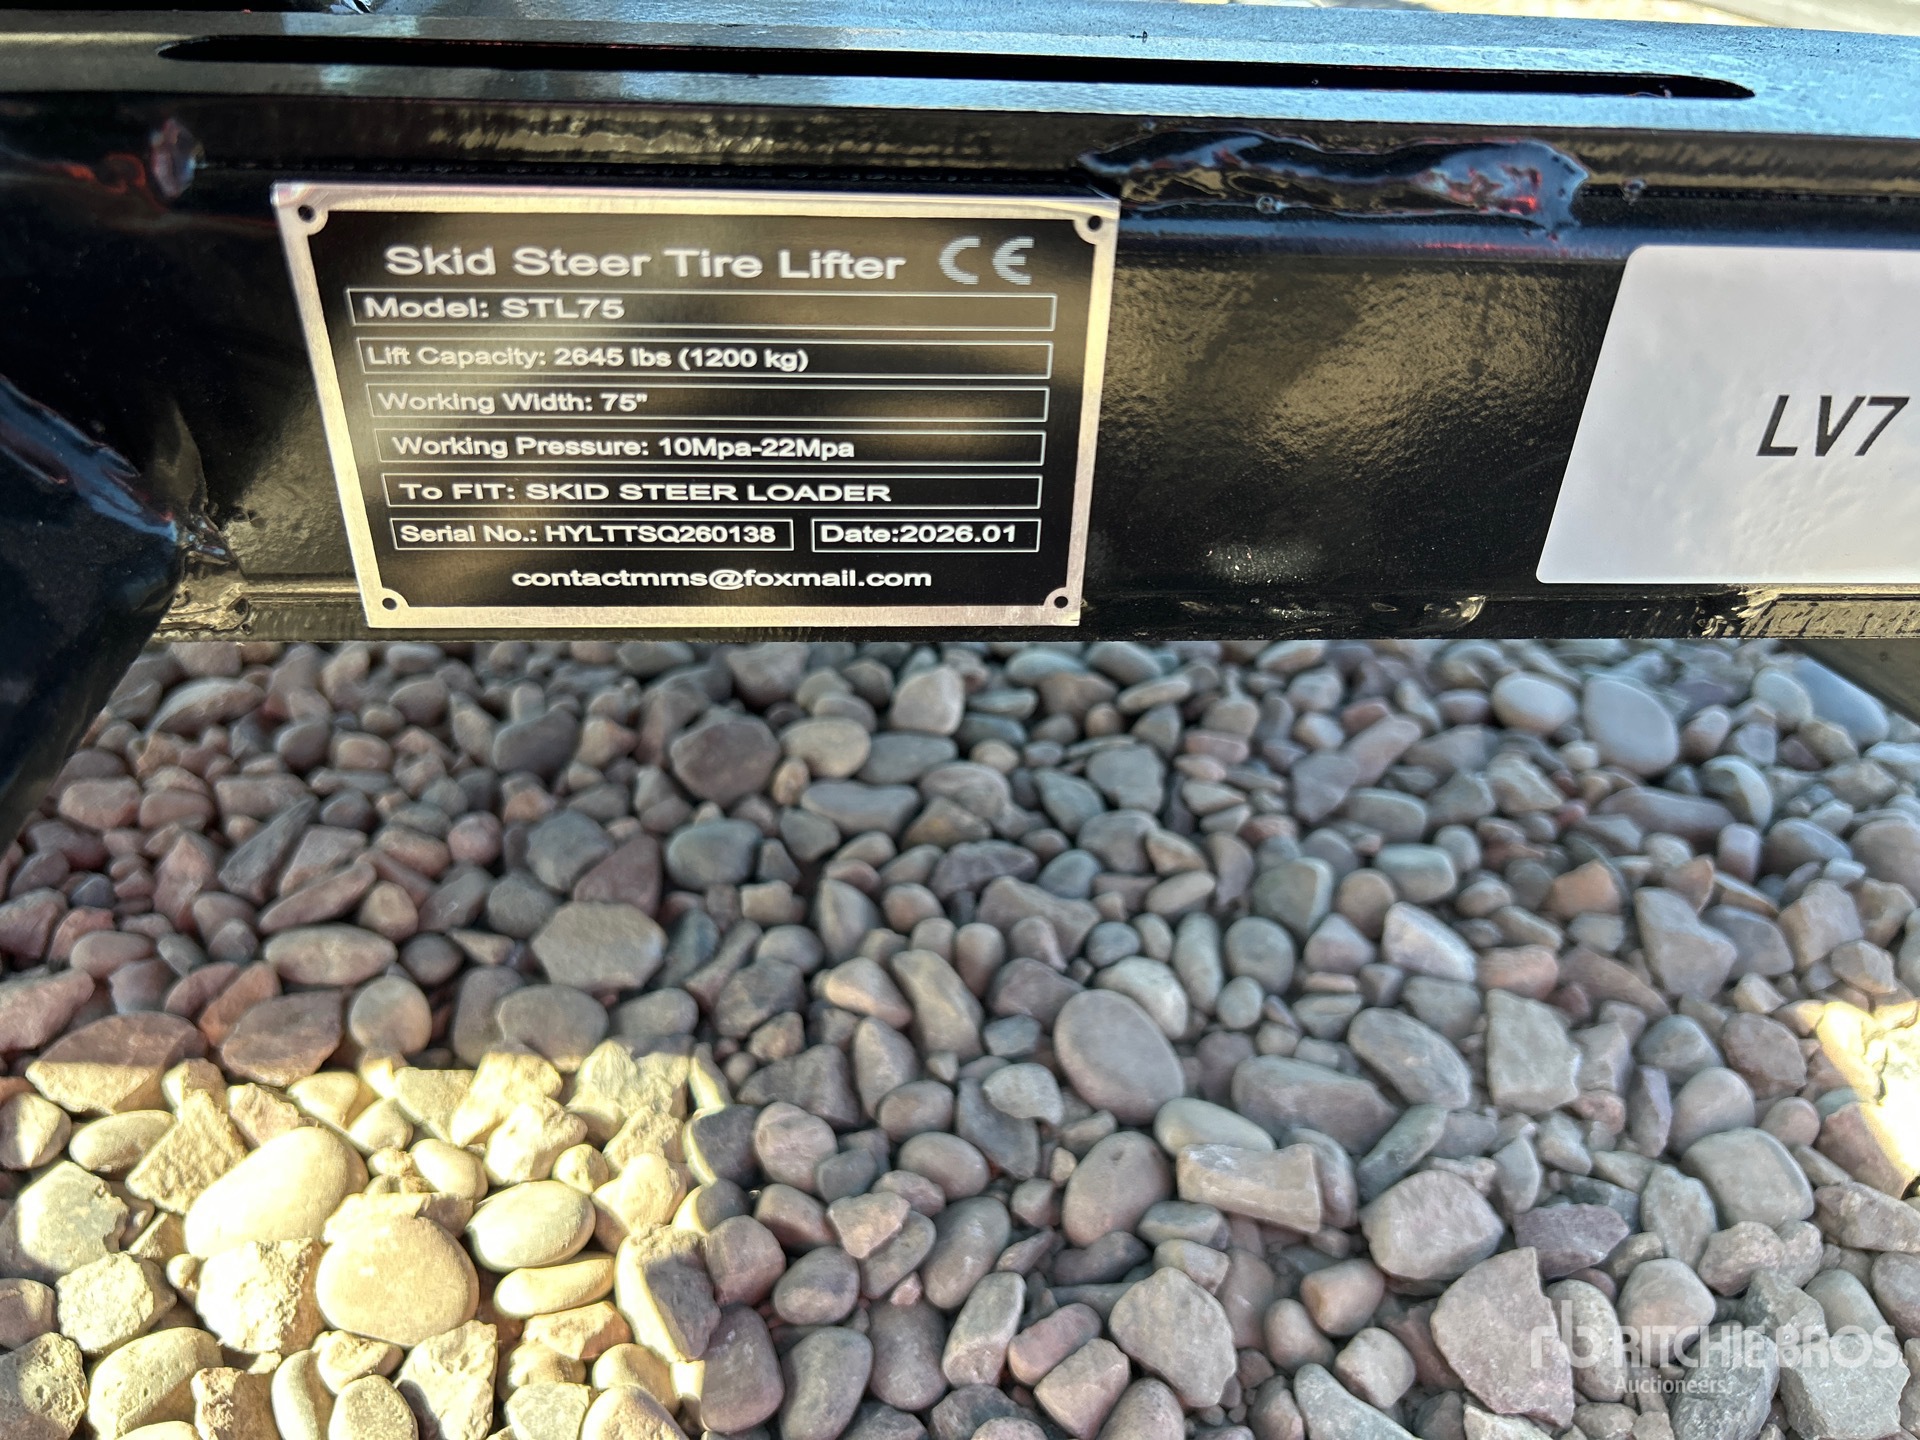 Skid Steer Tire Lifter CE
Model: STL75
Lift Capacity: 2645 lbs (1200 kg)
Working Width: 75"
Working Pressure: 10Mpa-22Mpa
To FIT: SKID STEER LOADER
Serial No.: HYLTTSQ260138 Date:2026.01
contactmms@foxmail.com
LV7
rb RITCHIE BROS.
Auctioneers